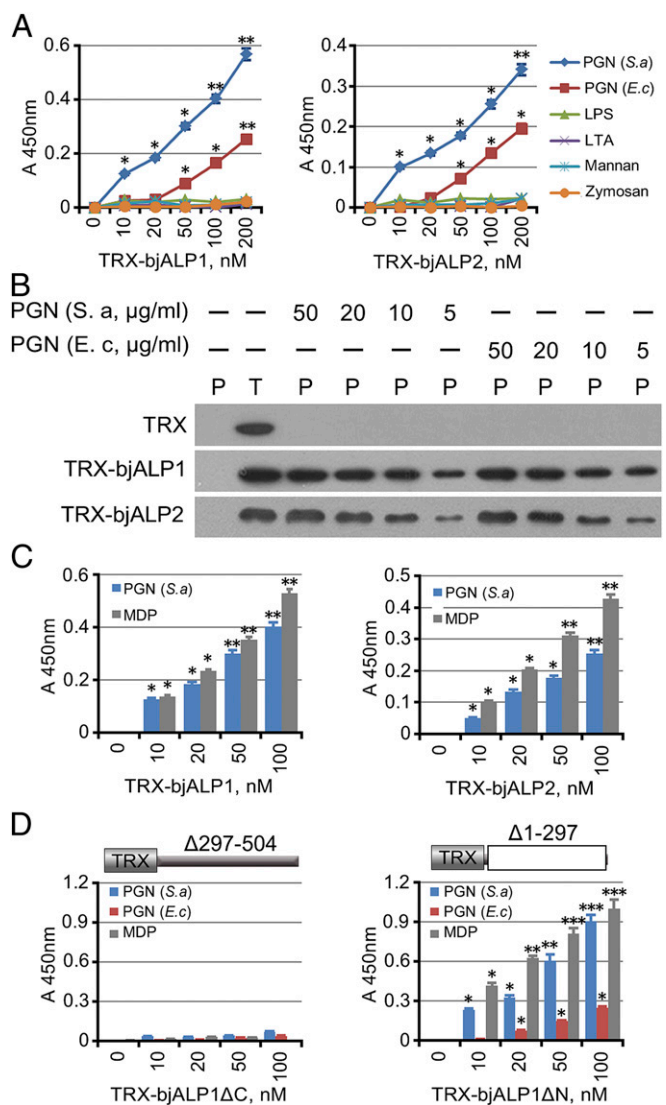 A
A 450nm
0.6
0.4
0.2
0
** 
** 
* 
* 
* 
** 
* 
*
0 10 20 50 100 200
TRX-bjALP1, nM
A 450nm
0.4
0.3
0.2
0.1
0
**
*
*
*
*
*
*
*
0 10 20 50 100 200
TRX-bjALP2, nM
PGN (S.a)
PGN (E.c)
LPS
LTA
Mannan
Zymosan
B
PGN (S. a, µg/ml) — — 50 20 10 5
PGN (E. c, µg/ml) — — 50 20 10 5
P T P P P P P P P P
TRX
TRX-bjALP1
TRX-bjALP2
C
A 450nm
0.6
0.4
0.2
0
PGN (S.a)
MDP
* * * * ** ** ** **
0 10 20 50 100
TRX-bjALP1, nM
A 450nm
0.5
0.4
0.3
0.2
0.1
0
PGN (S.a)
MDP
* * * * * ** ** **
0 10 20 50 100
TRX-bjALP2, nM
D
TRX Δ297-504
A 450nm
1.2
0.9
0.6
0.3
0
PGN (S.a)
PGN (E.c)
MDP
0 10 20 50 100
TRX-bjALP1ΔC, nM
TRX Δ1-297
A 450nm
1.2
0.9
0.6
0.3
0
PGN (S.a)
PGN (E.c)
MDP
* * * * ** ** * *** *** * ***
0 10 20 50 100
TRX-bjALP1ΔN, nM